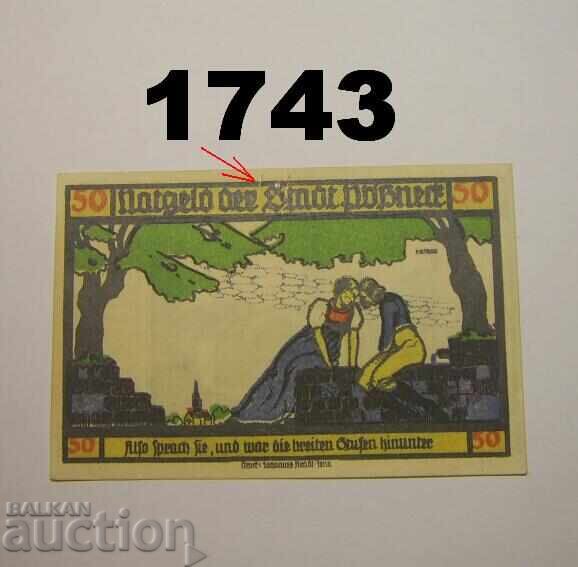 1743
50 Notgeld der Stadt Pößneck 50
50 Also sprach sie, und war die breiten Stufen hinunter 50
BALKAN
auction